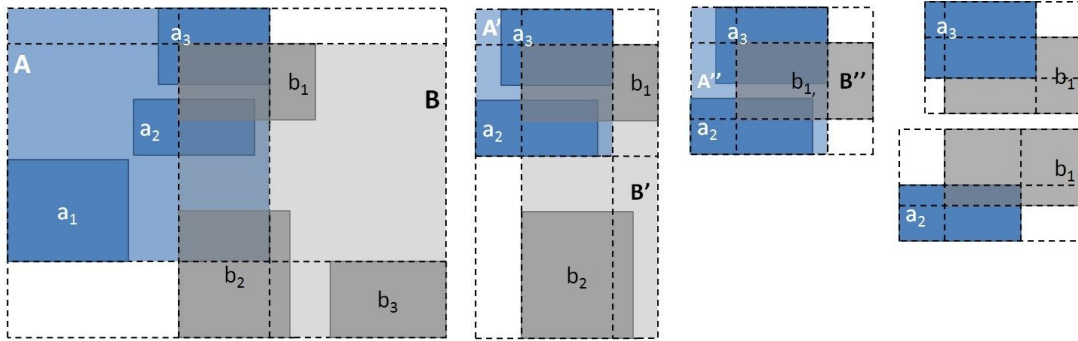 A
a₃
b₁
B
a₂
a₁
b₂
b₃
A’
a₃
b₁
a₂
B’
b₂
a₃
A’’
b₁,
B’’
a₂
a₃
b₁
b₁
a₂